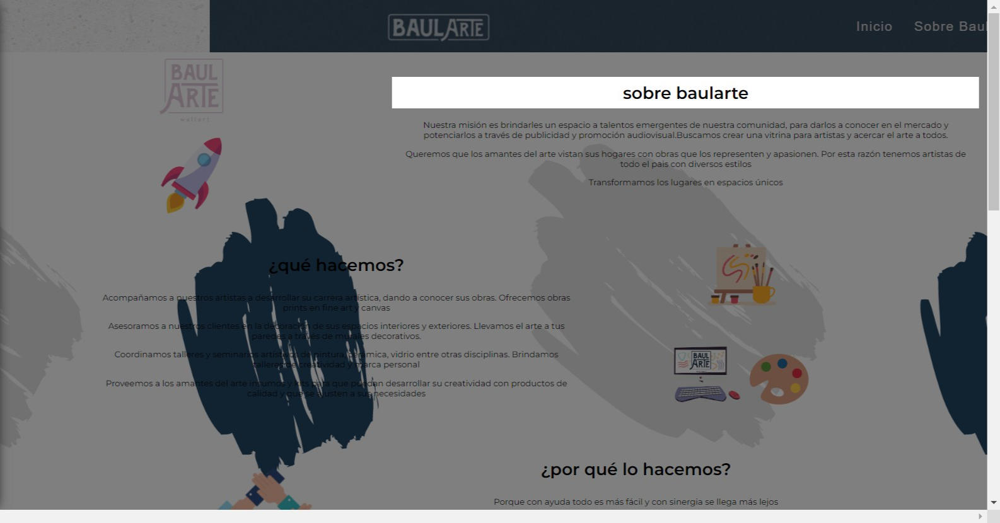 BAULARTE
Inicio
Sobre Baul
BAUL
ARTE
wallart
sobre baularte
Nuestra misión es brindarles un espacio a talentos emergentes de nuestra comunidad, para darlos a conocer en el mercado y
potenciarlos a través de publicidad y promoción audiovisual.Buscamos crear una vitrina para artistas y acercar el arte a todos.
Queremos que los amantes del arte vistan sus hogares con obras que los representen y apasionen. Por esta razón tenemos artistas de
todo el pais con diversos estilos
Transformamos los lugares en espacios únicos
¿qué hacemos?
Acompañamos a nuestros artistas a desarrollar su carrera artística, dando a conocer sus obras. Ofrecemos obras
prints en fine art y canvas
Asesoramos a nuestros clientes en la decoración de sus espacios interiores y exteriores. Llevamos el arte a tus
paredes a través de murales decorativos.
Coordinamos talleres y seminarios artísticos de pintura, cerámica, vidrio entre otras disciplinas. Brindamos
talleres de creatividad y marca personal
Proveemos a los amantes del arte insumos y kits para que puedan desarrollar su creatividad con productos de
calidad y que se ajusten a sus necesidades
BAUL
ARTE
¿por qué lo hacemos?
Porque con ayuda todo es más fácil y con sinergia se llega más lejos